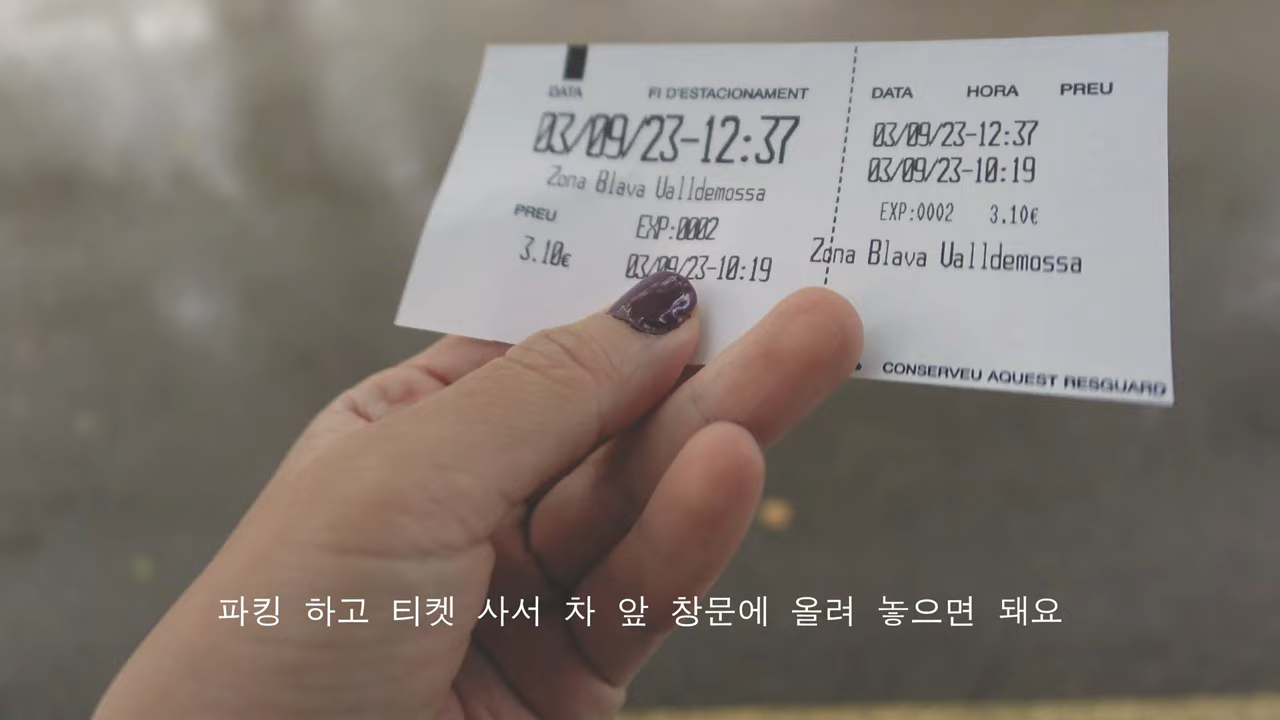 DATA FI D'ESTACIONAMENT
03/09/23-12:37
Zona Blava Valldemossa
PREU
EXP:0002
3.10€
03/09/23-10:19
DATA HORA PREU
03/09/23-12:37
03/09/23-10:19
EXP:0002 3.10€
Zona Blava Valldemossa
CONSERVEU AQUEST RESGUARD
파킹 하고 티켓 사서 차 앞 창문에 올려 놓으면 돼요